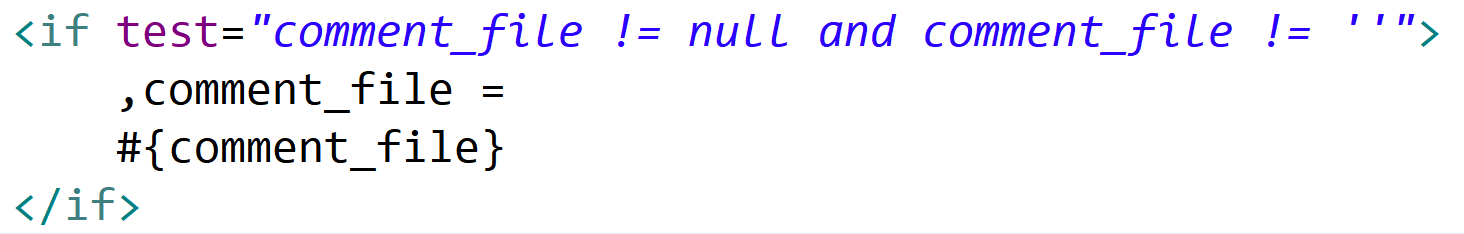 <if test="comment_file != null and comment_file != ''">
,comment_file =
#{comment_file}
</if>